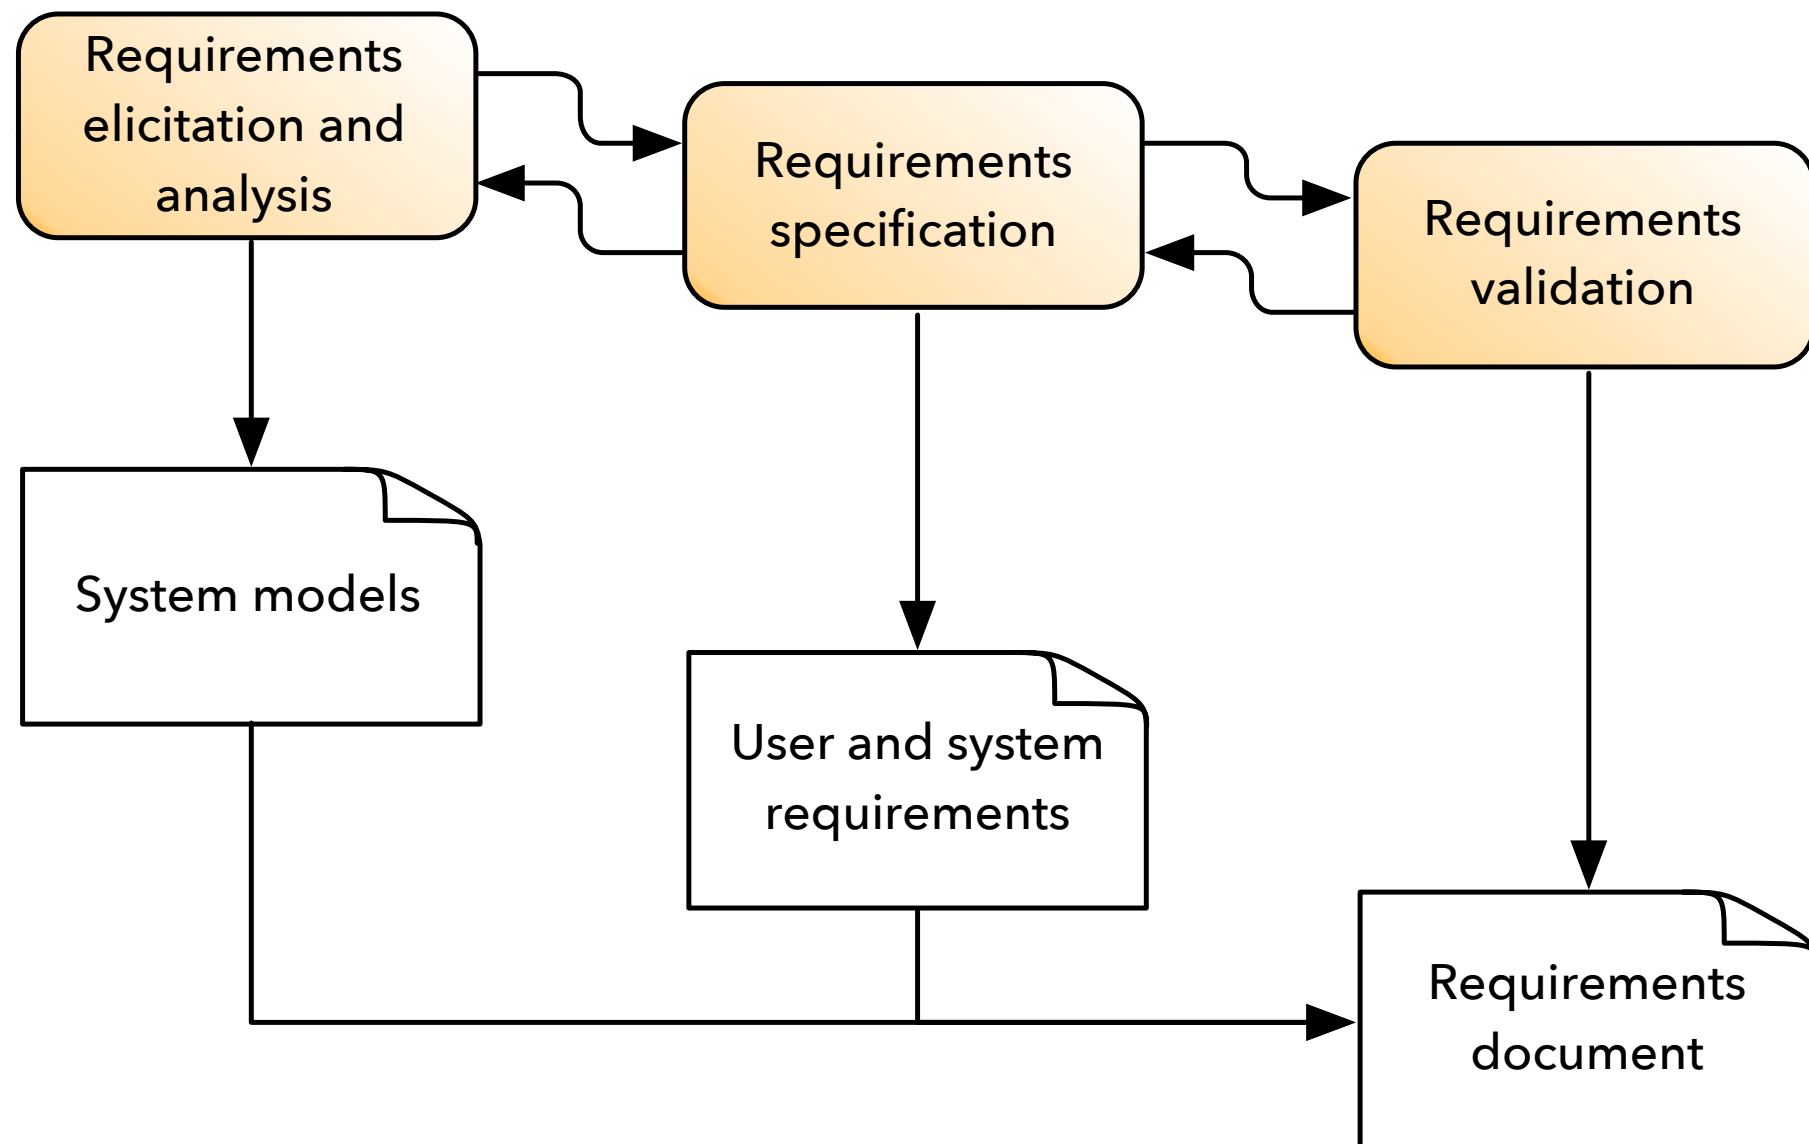 Requirements
elicitation and
analysis
Requirements
specification
Requirements
validation
System models
User and system
requirements
Requirements
document